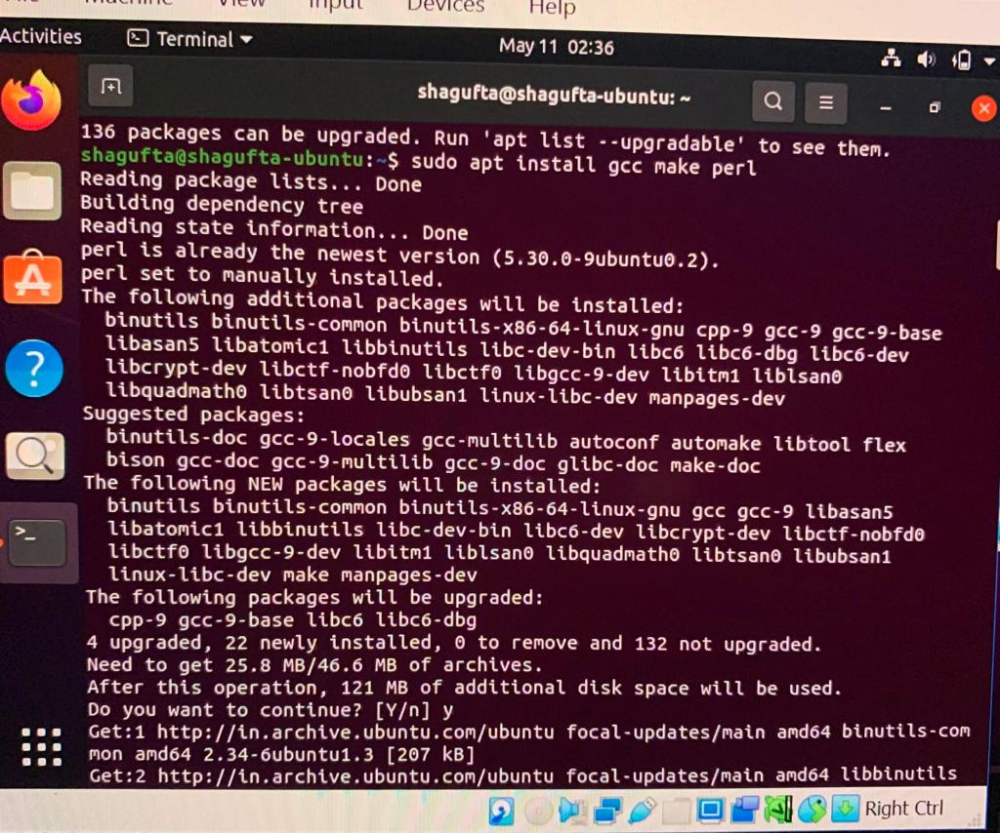 Machine View Input Devices Help
Activities Terminal May 11 02:36
shagufta@shagufta-ubuntu: ~
136 packages can be upgraded. Run 'apt list --upgradable' to see them.
shagufta@shagufta-ubuntu:~$ sudo apt install gcc make perl
Reading package lists... Done
Building dependency tree
Reading state information... Done
perl is already the newest version (5.30.0-9ubuntu0.2).
perl set to manually installed.
The following additional packages will be installed:
binutils binutils-common binutils-x86-64-linux-gnu cpp-9 gcc-9 gcc-9-base
libasan5 libatomic1 libbinutils libc-dev-bin libc6 libc6-dbg libc6-dev
libcrypt-dev libctf-nobfd0 libctf0 libgcc-9-dev libitm1 liblsan0
libquadmath0 libtsan0 libubsan1 linux-libc-dev manpages-dev
Suggested packages:
binutils-doc gcc-9-locales gcc-multilib autoconf automake libtool flex
bison gcc-doc gcc-9-multilib gcc-9-doc glibc-doc make-doc
The following NEW packages will be installed:
binutils binutils-common binutils-x86-64-linux-gnu gcc gcc-9 libasan5
libatomic1 libbinutils libc-dev-bin libc6-dev libcrypt-dev libctf-nobfd0
libctf0 libgcc-9-dev libitm1 liblsan0 libquadmath0 libtsan0 libubsan1
linux-libc-dev make manpages-dev
The following packages will be upgraded:
cpp-9 gcc-9-base libc6 libc6-dbg
4 upgraded, 22 newly installed, 0 to remove and 132 not upgraded.
Need to get 25.8 MB/46.6 MB of archives.
After this operation, 121 MB of additional disk space will be used.
Do you want to continue? [Y/n] y
Get:1 http://in.archive.ubuntu.com/ubuntu focal-updates/main amd64 binutils-com
mon amd64 2.34-6ubuntu1.3 [207 kB]
Get:2 http://in.archive.ubuntu.com/ubuntu focal-updates/main amd64 libbinutils
Right Ctrl